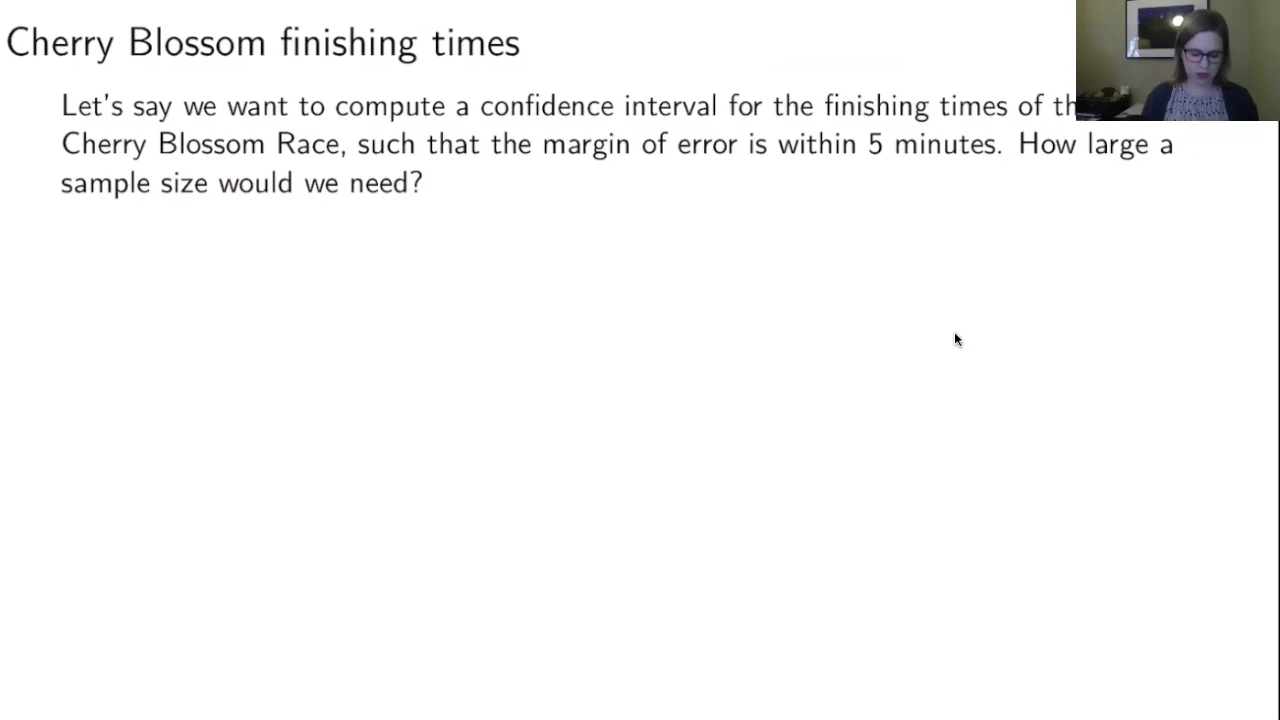 Cherry Blossom finishing times
Let's say we want to compute a confidence interval for the finishing times of
Cherry Blossom Race, such that the margin of error is within 5 minutes. How large a
sample size would we need?